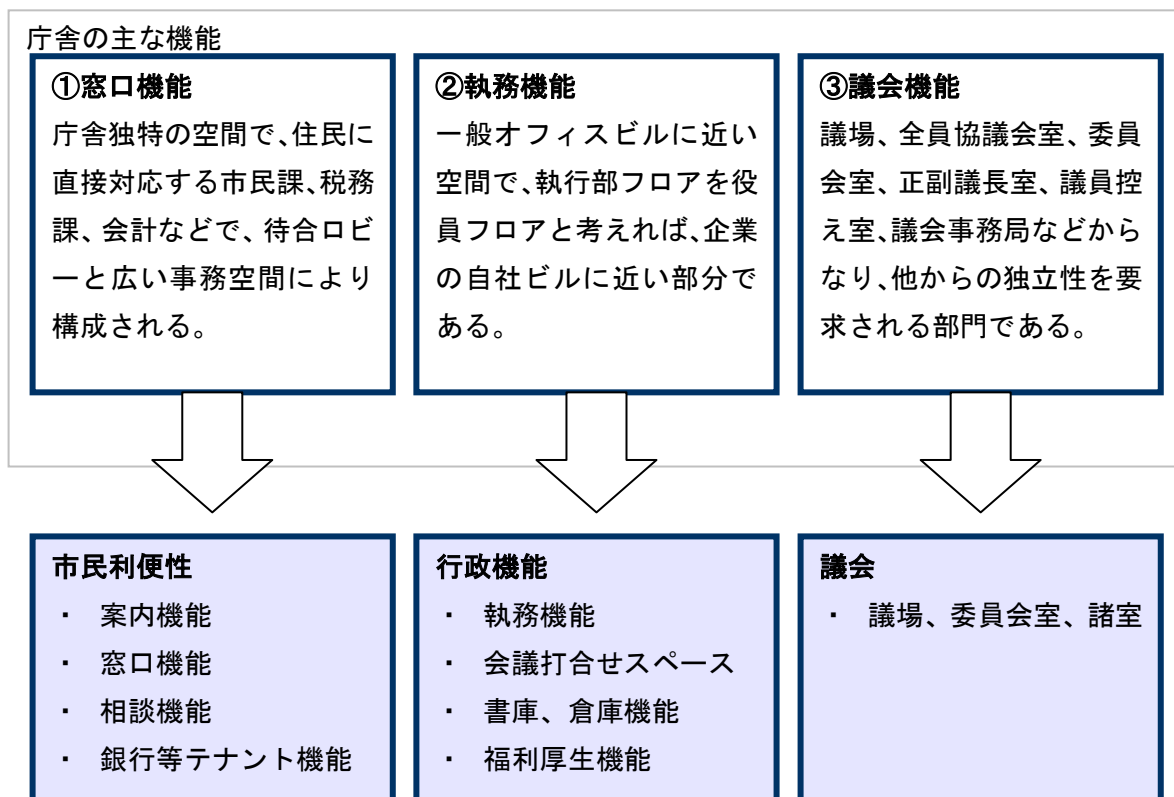 庁舎の主な機能
①窓口機能
庁舎独特の空間で、住民に
直接対応する市民課、税務
課、会計などで、待合ロビ
ーと広い事務空間により
構成される。
②執務機能
一般オフィスビルに近い
空間で、執行部フロアを役
員フロアと考えれば、企業
の自社ビルに近い部分で
ある。
③議会機能
議場、全員協議会室、委員
会室、正副議長室、議員控
え室、議会事務局などから
なり、他からの独立性を要
求される部門である。
市民利便性
・ 案内機能
・ 窓口機能
・ 相談機能
・ 銀行等テナント機能
行政機能
・ 執務機能
・ 会議打合せスペース
・ 書庫、倉庫機能
・ 福利厚生機能
議会
・ 議場、委員会室、諸室